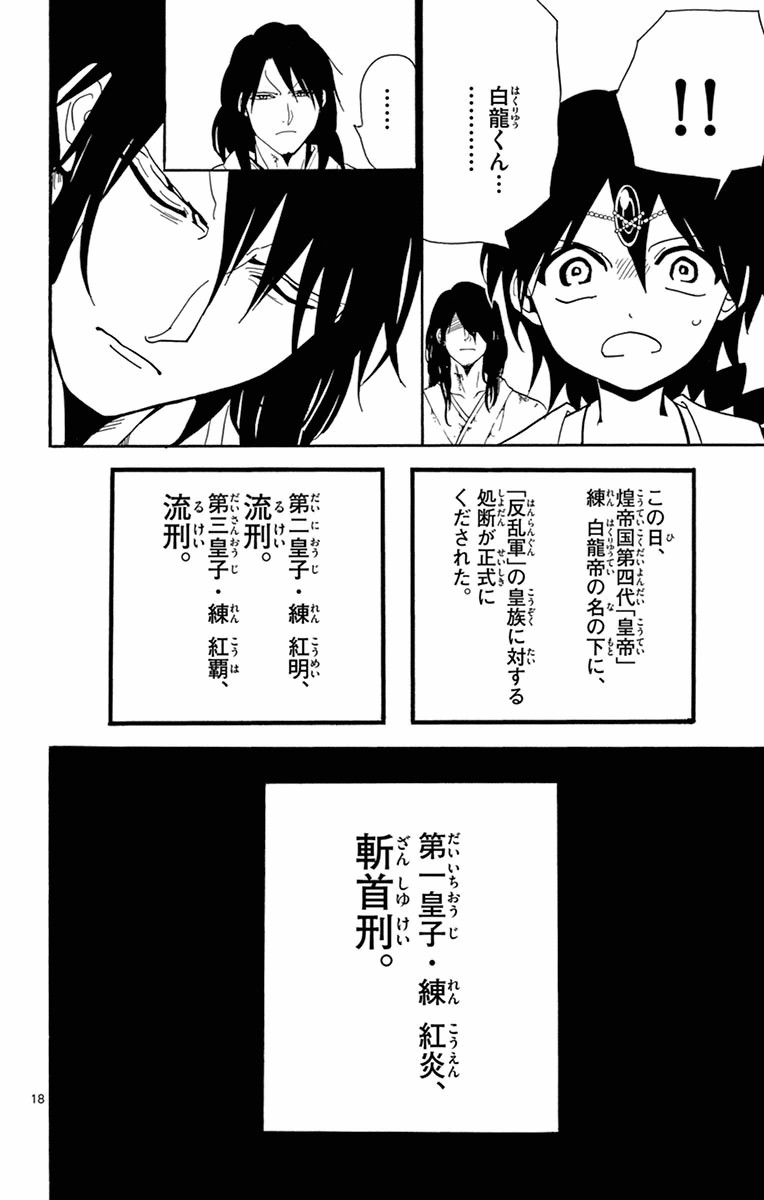 !!
白龍くん…
…………
……
……
この日、
煌帝国第四代「皇帝」
練 白龍帝の名の下に、
「反乱軍」の皇族に対する
処断が正式に
くだされた。
第二皇子・練 紅明、
流刑。
第三皇子・練 紅覇、
流刑。
第一皇子・練 紅炎、
斬首刑。
18